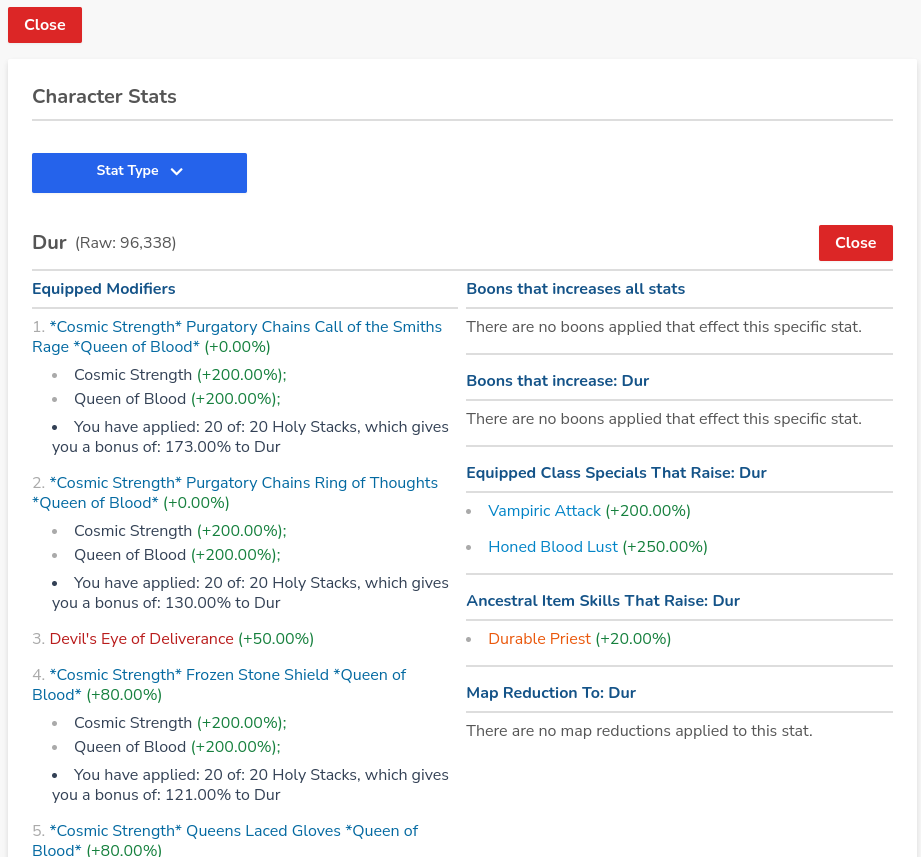 Close
Character Stats
Stat Type
Dur (Raw: 96,338)
Close
Equipped Modifiers
1. *Cosmic Strength* Purgatory Chains Call of the Smiths
Rage *Queen of Blood* (+0.00%)
Cosmic Strength (+200.00%);
Queen of Blood (+200.00%);
You have applied: 20 of: 20 Holy Stacks, which gives
you a bonus of: 173.00% to Dur
2. *Cosmic Strength* Purgatory Chains Ring of Thoughts
*Queen of Blood* (+0.00%)
Cosmic Strength (+200.00%);
Queen of Blood (+200.00%);
You have applied: 20 of: 20 Holy Stacks, which gives
you a bonus of: 130.00% to Dur
3. Devil's Eye of Deliverance (+50.00%)
4. *Cosmic Strength* Frozen Stone Shield *Queen of
Blood* (+80.00%)
Cosmic Strength (+200.00%);
Queen of Blood (+200.00%);
You have applied: 20 of: 20 Holy Stacks, which gives
you a bonus of: 121.00% to Dur
5. *Cosmic Strength* Queens Laced Gloves *Queen of
Blood* (+80.00%)
Boons that increases all stats
There are no boons applied that effect this specific stat.
Boons that increase: Dur
There are no boons applied that effect this specific stat.
Equipped Class Specials That Raise: Dur
Vampiric Attack (+200.00%)
Honed Blood Lust (+250.00%)
Ancestral Item Skills That Raise: Dur
Durable Priest (+20.00%)
Map Reduction To: Dur
There are no map reductions applied to this stat.